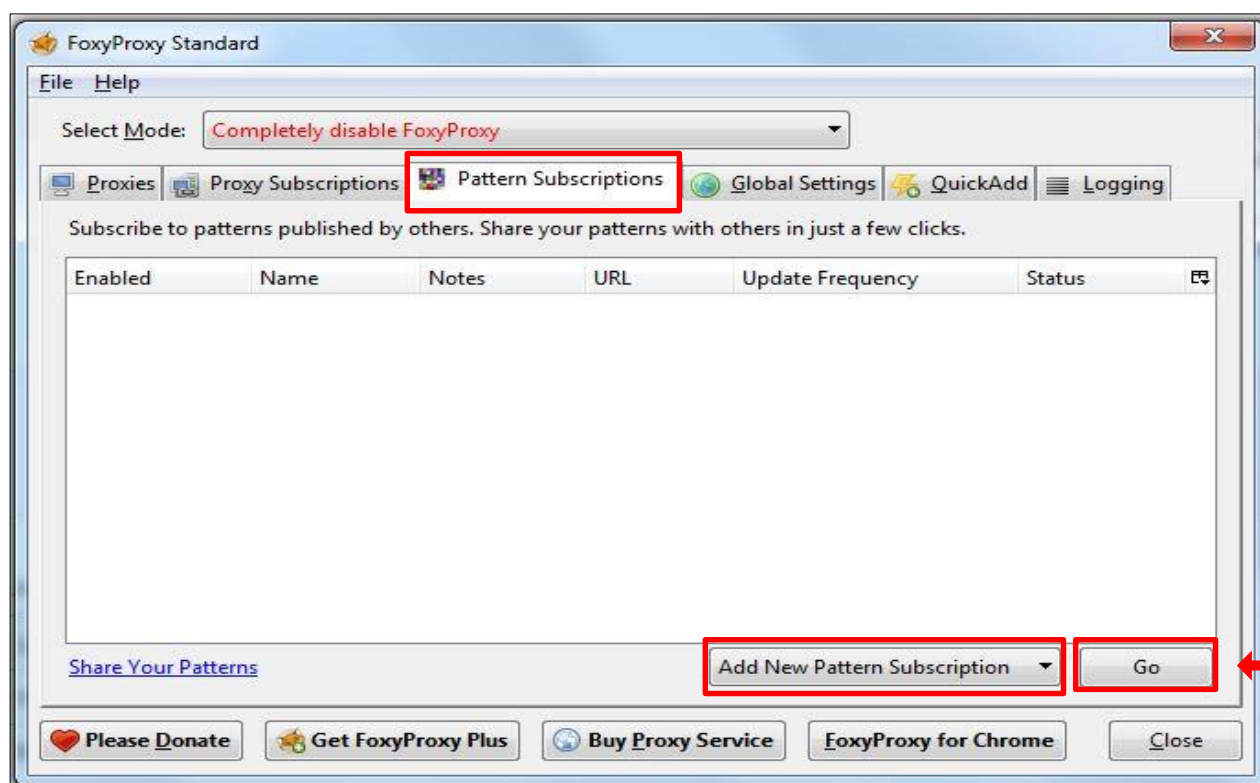 FoxyProxy Standard
File Help
Select Mode: Completely disable FoxyProxy
Proxies Proxy Subscriptions Pattern Subscriptions Global Settings QuickAdd Logging
Subscribe to patterns published by others. Share your patterns with others in just a few clicks.
Enabled Name Notes URL Update Frequency Status
Share Your Patterns Add New Pattern Subscription Go
Please Donate Get FoxyProxy Plus Buy Proxy Service FoxyProxy for Chrome Close